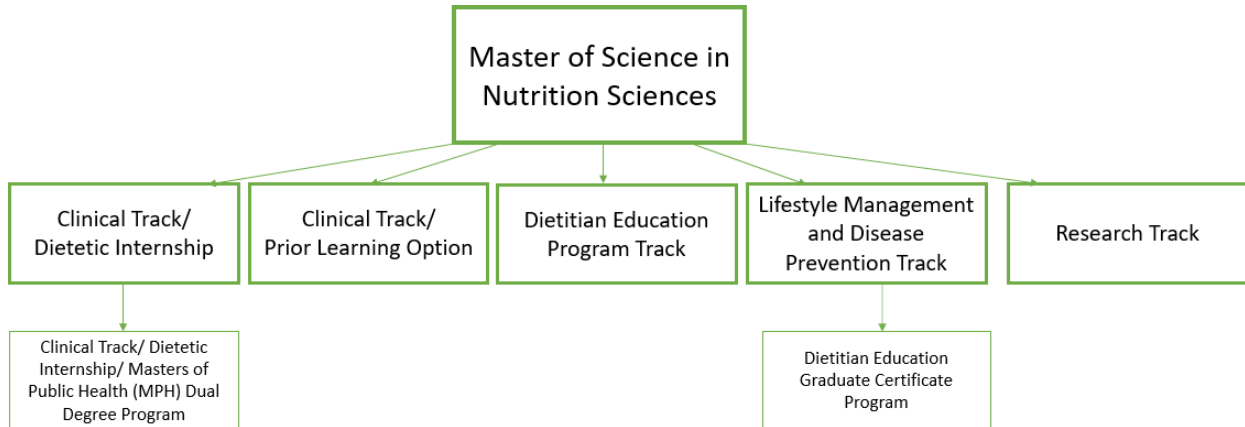 Master of Science in
Nutrition Sciences
Clinical Track/
Dietetic Internship
Clinical Track/
Prior Learning Option
Dietitian Education
Program Track
Lifestyle Management
and Disease
Prevention Track
Research Track
Clinical Track/ Dietetic
Internship/ Masters of
Public Health (MPH) Dual
Degree Program
Dietitian Education
Graduate Certificate
Program